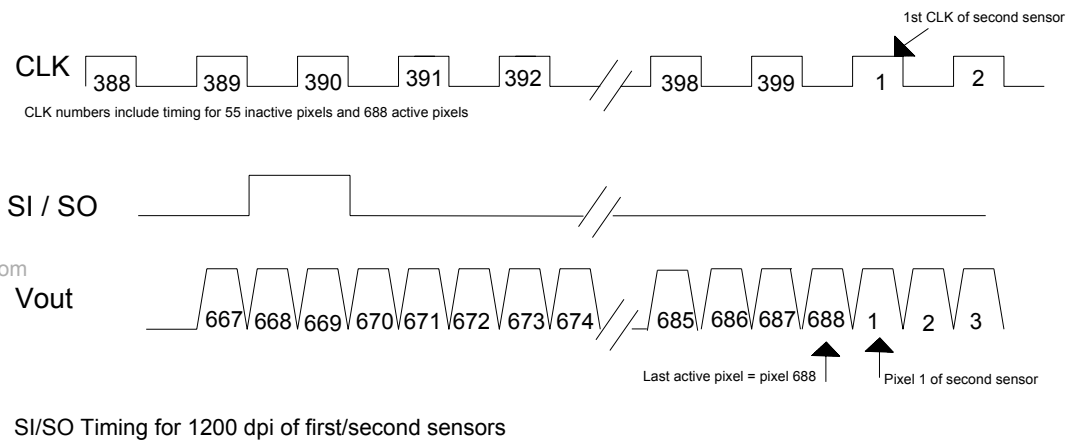 1st CLK of second sensor
CLK 388 389 390 391 392 398 399 1 2
CLK numbers include timing for 55 inactive pixels and 688 active pixels
SI / SO
om
Vout 667 668 669 670 671 672 673 674 685 686 687 688 1 2 3
Last active pixel = pixel 688
Pixel 1 of second sensor
SI/SO Timing for 1200 dpi of first/second sensors